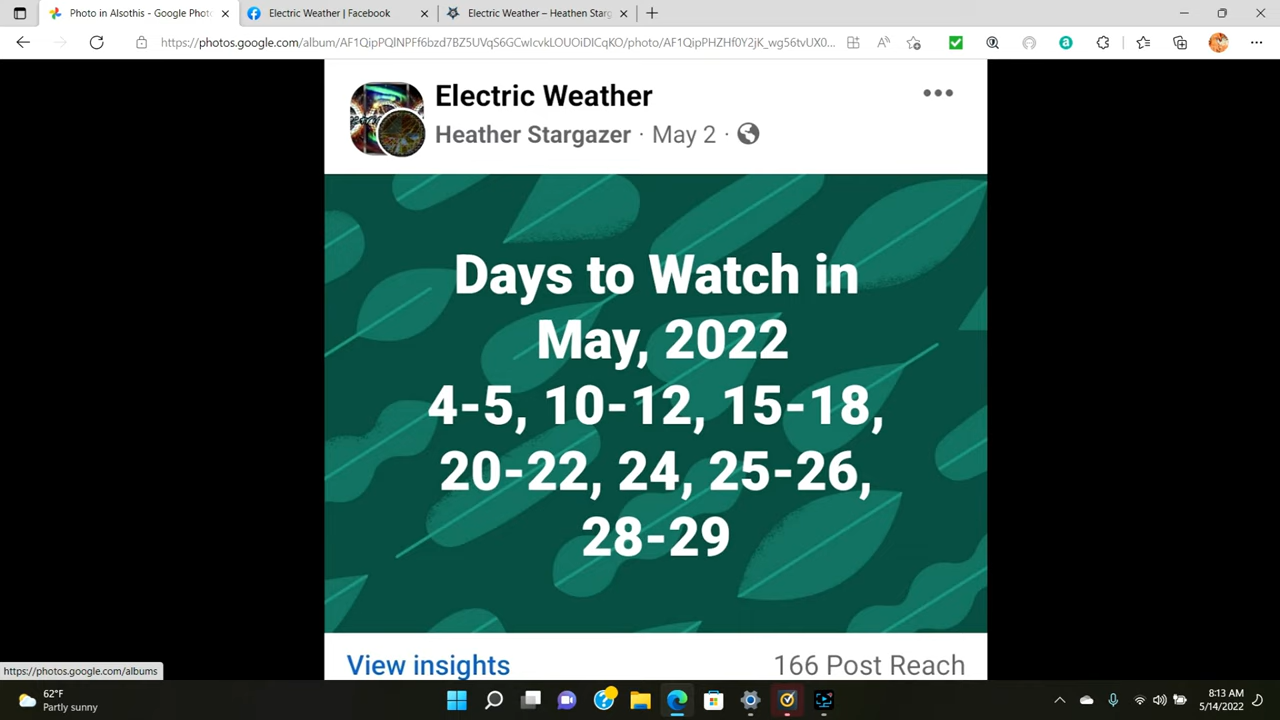 Photo in Alsothis - Google Phot
Electric Weather | Facebook
Electric Weather – Heathen Starg
https://photos.google.com/album/AF1QipPQlNPFf6bzd7BZ5UVqS6GCwIcvkLOUOiDICqKO/photo/AF1QipPHZHf0Y2jK_wg56tvUX0...
Electric Weather
Heather Stargazer · May 2 ·
Days to Watch in
May, 2022
4-5, 10-12, 15-18,
20-22, 24, 25-26,
28-29
View insights
166 Post Reach
https://photos.google.com/albums
62°F
Partly sunny
8:13 AM
5/14/2022